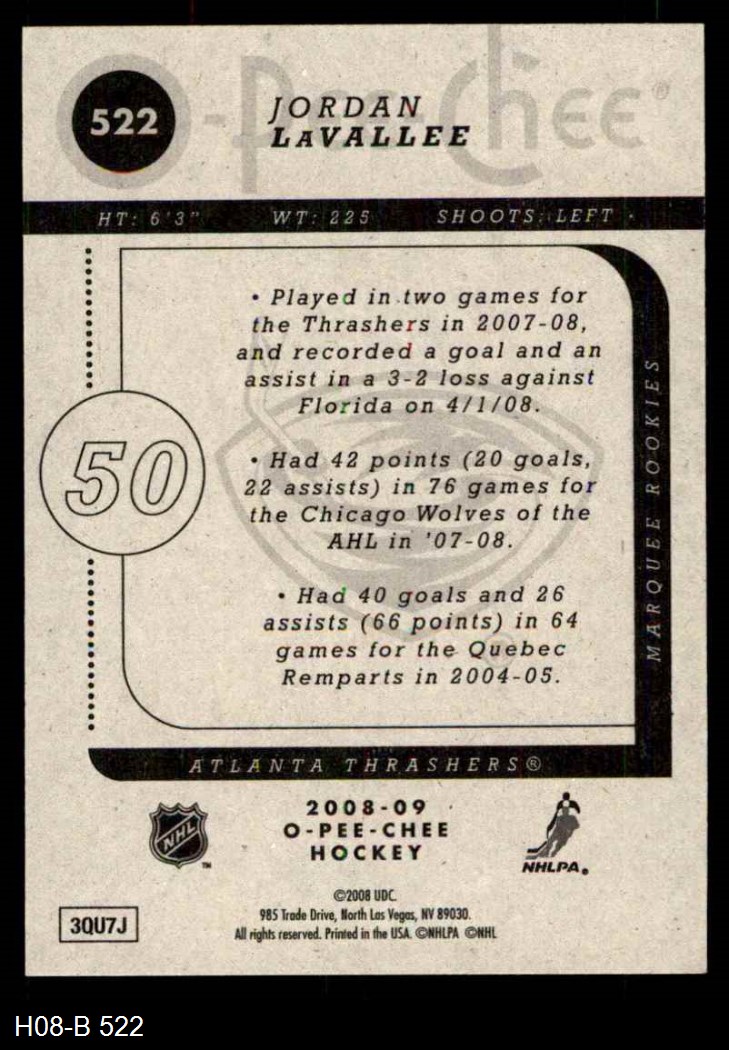 O-Pee-Chee®
522
JORDAN
LAVALLEE
HT: 6'3" WT: 225 SHOOTS: LEFT ·
• Played in two games for
the Thrashers in 2007-08,
and recorded a goal and an
assist in a 3-2 loss against
Florida on 4/1/08.
• Had 42 points (20 goals,
22 assists) in 76 games for
the Chicago Wolves of the
AHL in '07-08.
• Had 40 goals and 26
assists (66 points) in 64
games for the Quebec
Remparts in 2004-05.
50
MARQUEE ROOKIES
ATLANTA THRASHERS®
NHL™
2008-09
O-PEE-CHEE
HOCKEY
NHLPA®
©2008 UDC.
985 Trade Drive, North Las Vegas, NV 89030.
All rights reserved. Printed in the USA. ©NHLPA ©NHL
3QU7J
H08-B 522